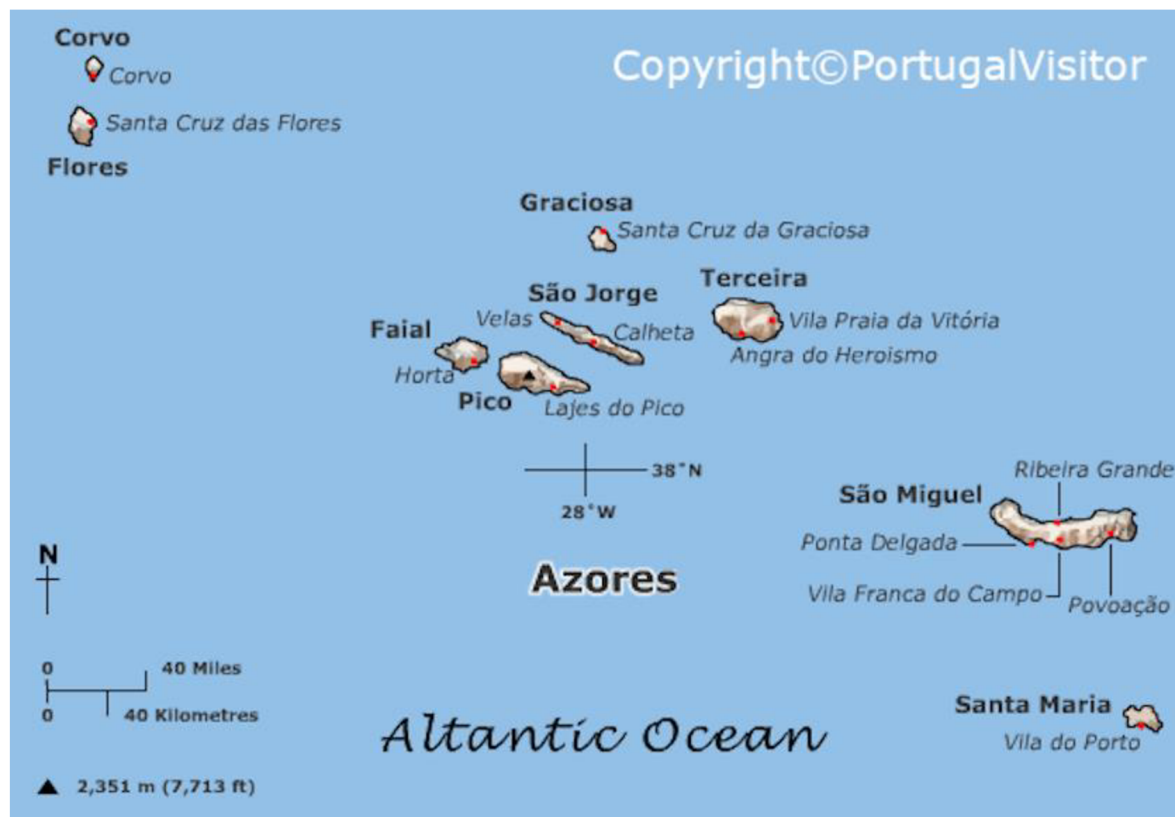 Corvo
Copyright©PortugalVisitor
Corvo
Santa Cruz das Flores
Flores
Graciosa
Santa Cruz da Graciosa
Terceira
São Jorge
Velas
Vila Praia da Vitória
Faial
Calheta
Angra do Heroismo
Horta
Pico
Lajes do Pico
38°N
Ribeira Grande
São Miguel
28°W
Ponta Delgada
N
Azores
Vila Franca do Campo
Povoação
0 40 Miles
0 40 Kilometres
Santa Maria
Altantic Ocean
Vila do Porto
2,351 m (7,713 ft)